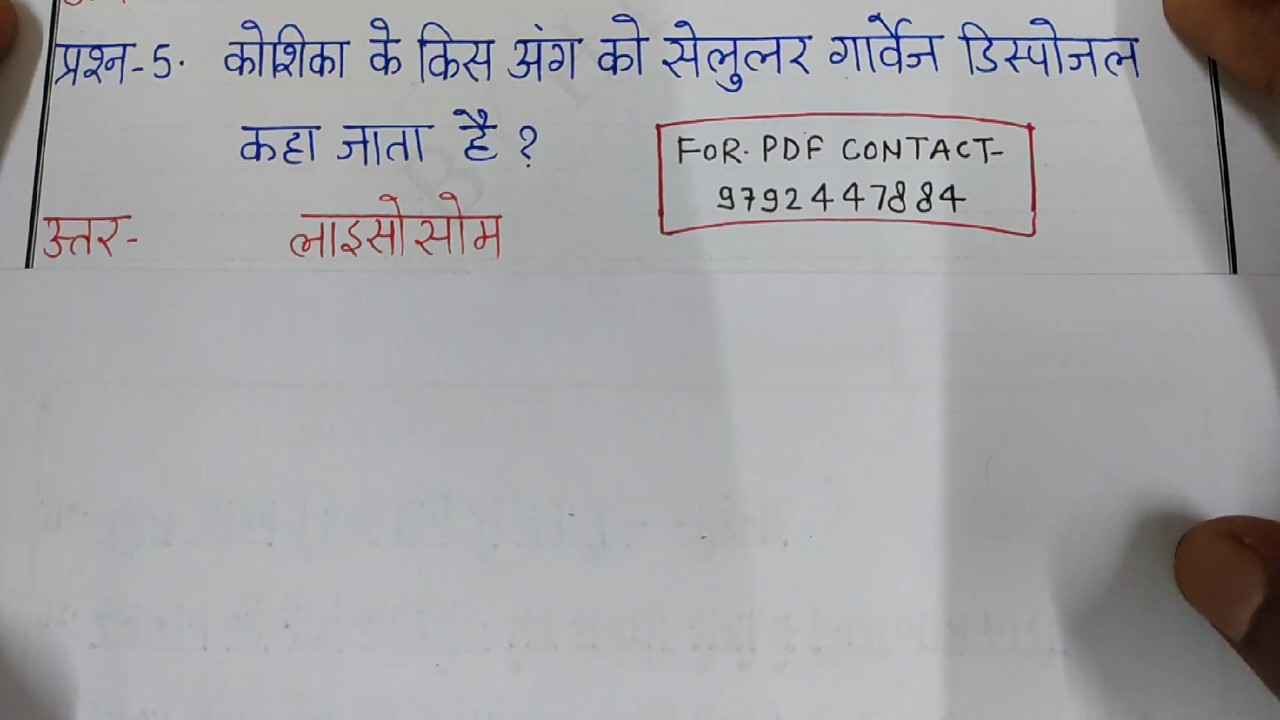 प्रश्न-5. कोशिका के किस अंग को सेलुलर गार्वेज डिस्पोजल
कहा जाता है ?
FOR. PDF CONTACT-
9792447884
उत्तर- लाइसोसोम